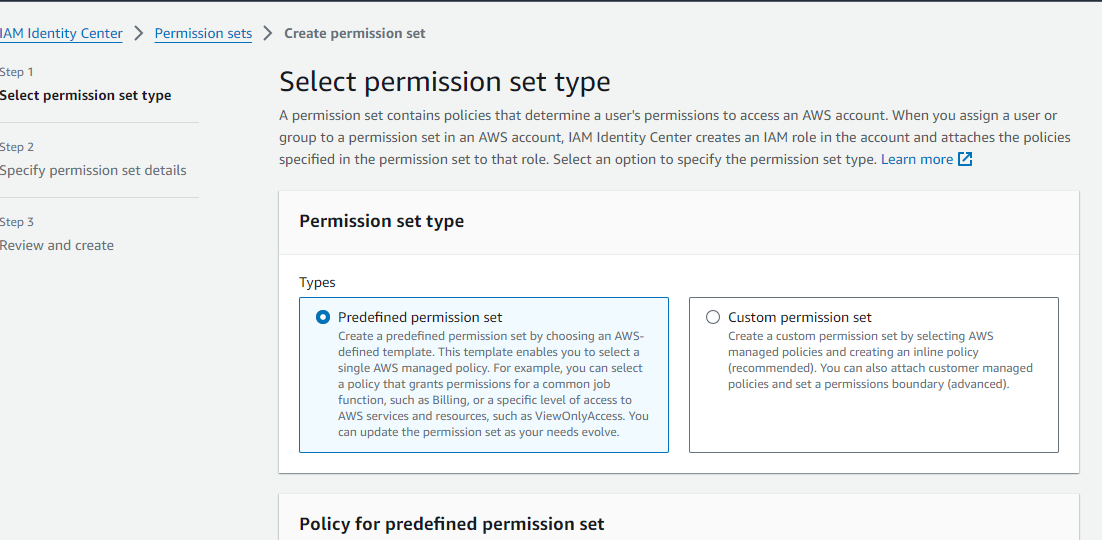 IAM Identity Center > Permission sets > Create permission set
Step 1
Select permission set type
Step 2
Specify permission set details
Step 3
Review and create
Select permission set type
A permission set contains policies that determine a user's permissions to access an AWS account. When you assign a user or
group to a permission set in an AWS account, IAM Identity Center creates an IAM role in the account and attaches the policies
specified in the permission set to that role. Select an option to specify the permission set type. Learn more
Permission set type
Types
Predefined permission set
Create a predefined permission set by choosing an AWS-
defined template. This template enables you to select a
single AWS managed policy. For example, you can select
a policy that grants permissions for a common job
function, such as Billing, or a specific level of access to
AWS services and resources, such as ViewOnlyAccess. You
can update the permission set as your needs evolve.
Custom permission set
Create a custom permission set by selecting AWS
managed policies and creating an inline policy
(recommended). You can also attach customer managed
policies and set a permissions boundary (advanced).
Policy for predefined permission set